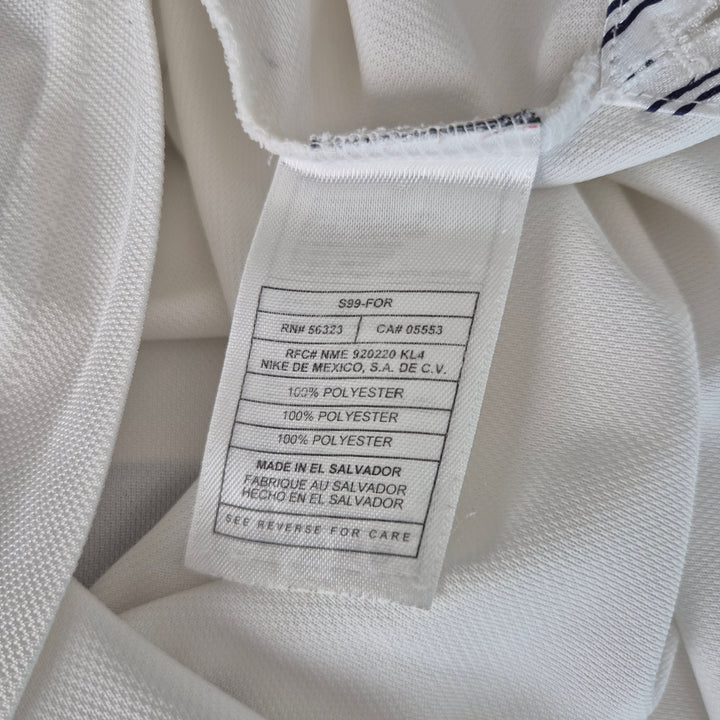 S99-FOR
RN# 56323 CA# 05553
RFC# NME 920220 KL4
NIKE DE MEXICO, S.A. DE C.V.
100% POLYESTER
100% POLYESTER
100% POLYESTER
MADE IN EL SALVADOR
FABRIQUE AU SALVADOR
HECHO EN EL SALVADOR
SEE REVERSE FOR CARE